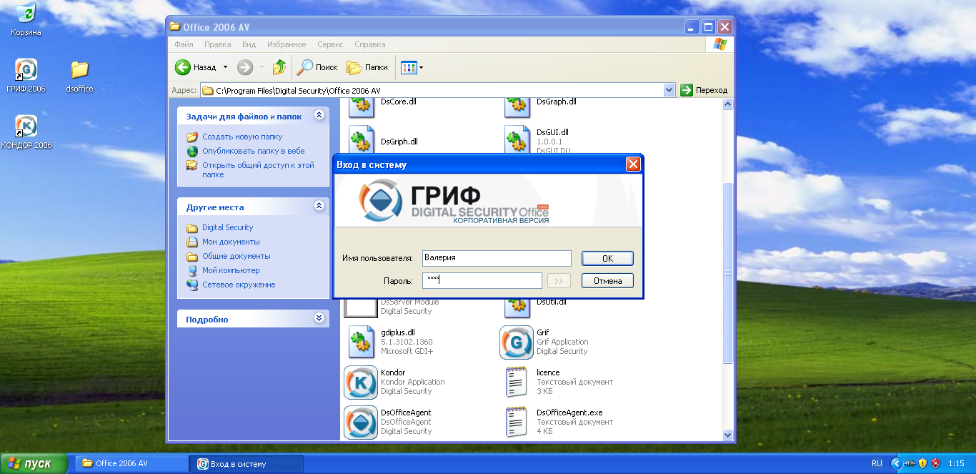 Корзина
ГРИФ 2006
dsoffice
КОНДОР 2006
Office 2006 AV
Файл Правка Вид Избранное Сервис Справка
Назад Поиск Папки
Адрес: C:\Program Files\Digital Security\Office 2006 AV Переход
Задачи для файлов и папок
Создать новую папку
Опубликовать папку в вебе
Открыть общий доступ к этой
папке
Другие места
Digital Security
Мои документы
Общие документы
Мой компьютер
Сетевое окружение
Подробно
DsCore.dll
DsGraph.dll
DsGriph.dll
DsGUI.dll
1.0.0.1
DsGUI DLL
Вход в систему
ГРИФ
DIGITAL SECURITY Office
КОРПОРАТИВНАЯ ВЕРСИЯ
Имя пользователя: Валерия OK
Пароль: **** >> Отмена
DsServer Module
Digital Security
DsUtil.dll
gdiplus.dll
5.1.3102.1360
Microsoft GDI+
Grif
Grif Application
Digital Security
Kondor
Kondor Application
Digital Security
licence
Текстовый документ
3 КБ
DsOfficeAgent
DsOfficeAgent
Digital Security
DsOfficeAgent.exe
Текстовый документ
4 КБ
пуск
Office 2006 AV
Вход в систему
RU
1:15